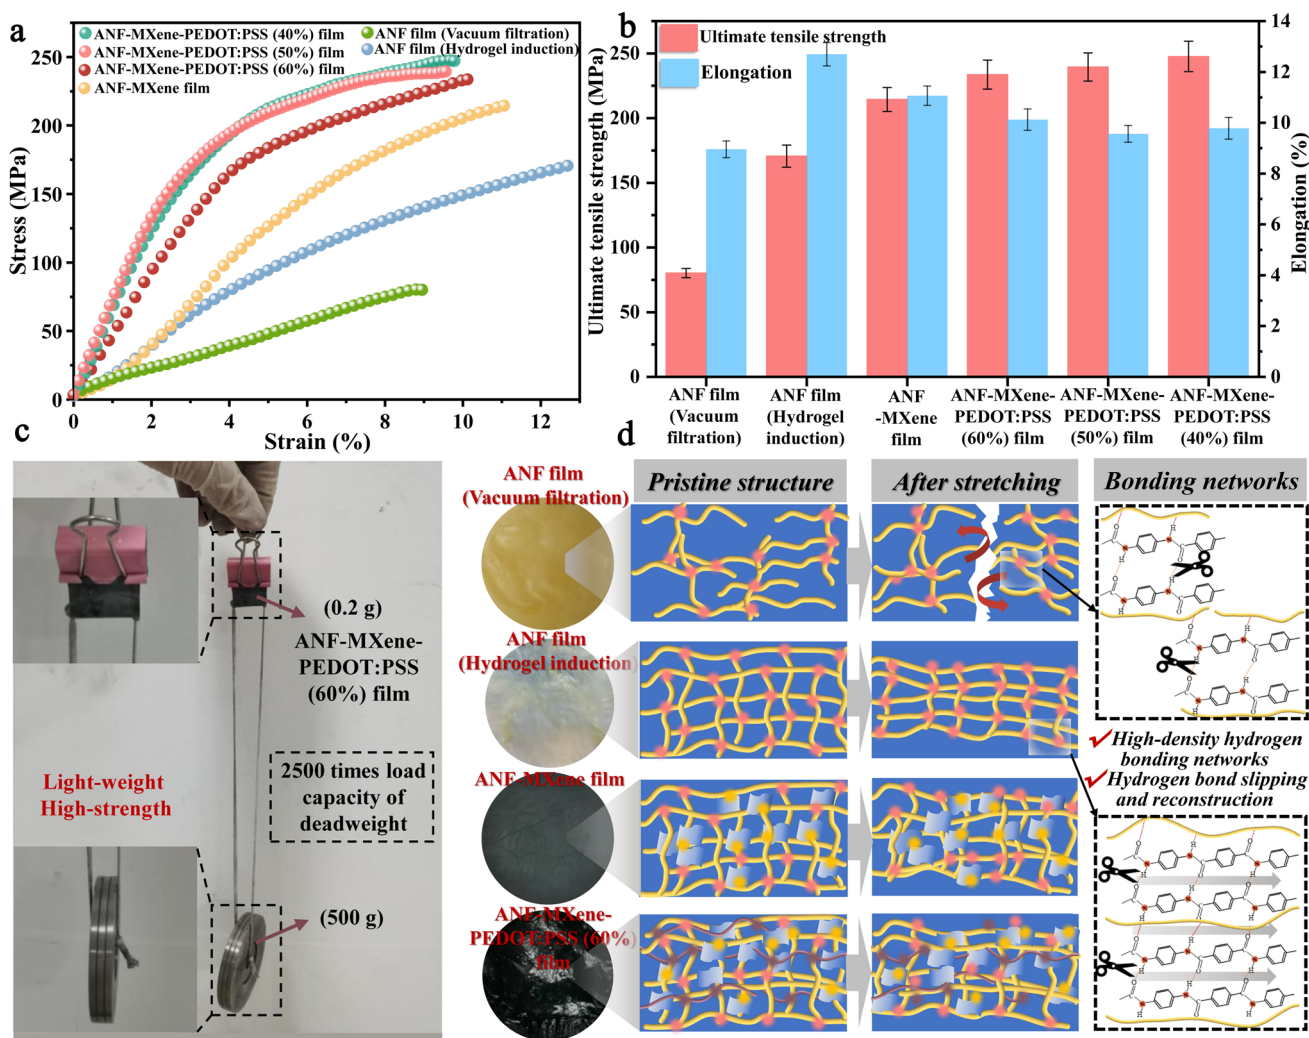 a
ANF-MXene-PEDOT:PSS (40%) film
ANF-MXene-PEDOT:PSS (50%) film
ANF-MXene-PEDOT:PSS (60%) film
ANF-MXene film
ANF film (Vacuum filtration)
ANF film (Hydrogel induction)
Stress (MPa)
250
200
150
100
50
0
0
2
4
6
8
10
12
Strain (%)
b
Ultimate tensile strength
Elongation
Ultimate tensile strength (MPa)
250
200
150
100
50
0
Elongation (%)
14
12
10
8
6
4
2
0
ANF film
(Vacuum
filtration)
ANF film
(Hydrogel
induction)
ANF
-MXene
film
ANF-MXene-
PEDOT:PSS
(60%) film
ANF-MXene-
PEDOT:PSS
(50%) film
ANF-MXene-
PEDOT:PSS
(40%) film
c
(0.2 g)
ANF-MXene-
PEDOT:PSS
(60%) film
Light-weight
High-strength
2500 times load
capacity of
deadweight
(500 g)
d
ANF film
(Vacuum filtration)
ANF film
(Hydrogel induction)
ANF-MXene film
ANF-MXene-
PEDOT:PSS (60%)
film
Pristine structure
After stretching
Bonding networks
High-density hydrogen
bonding networks
Hydrogen bond slipping
and reconstruction